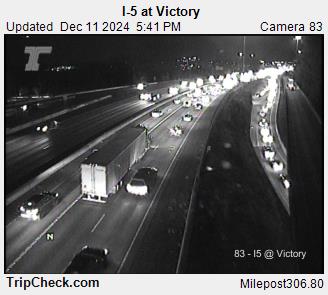 I-5 at Victory
Updated Dec 11 2024 5:41 PM Camera 83
T
N
83 - I5 @ Victory
TripCheck.com Milepost306.80